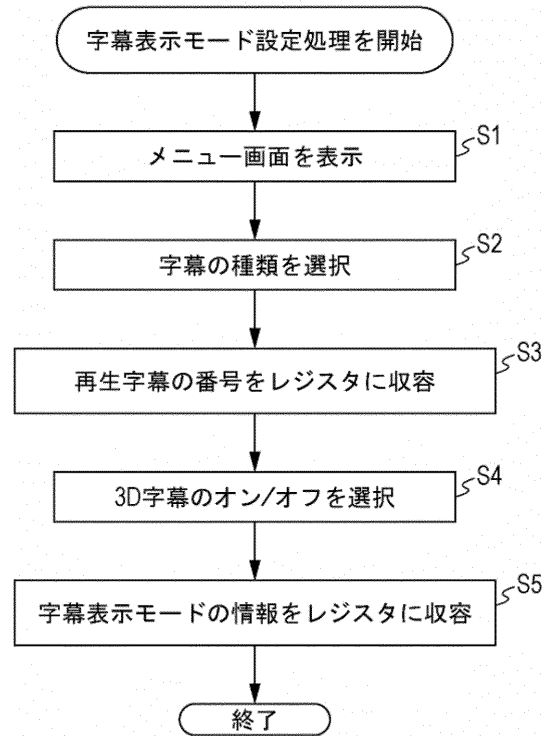 字幕表示モード設定処理を開始
メニュー画面を表示
S1
字幕の種類を選択
S2
再生字幕の番号をレジスタに収容
S3
3D字幕のオン/オフを選択
S4
字幕表示モードの情報をレジスタに収容
S5
終了